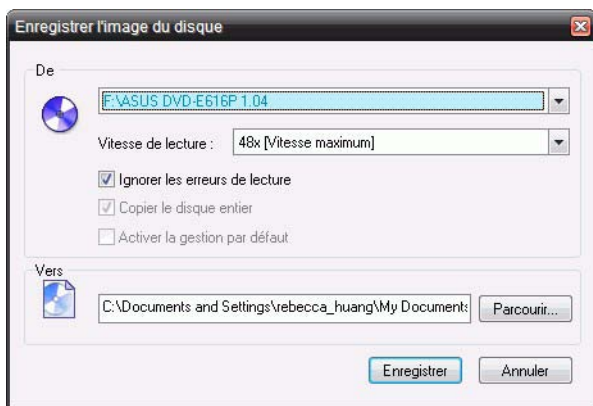 Enregistrer l'image du disque
De
F:\ASUS DVD-E616P 1.04
Vitesse de lecture :
48x [Vitesse maximum]
Ignorer les erreurs de lecture
Copier le disque entier
Activer la gestion par défaut
Vers
C:\Documents and Settings\rebecca_huang\My Documents
Parcourir...
Enregistrer
Annuler